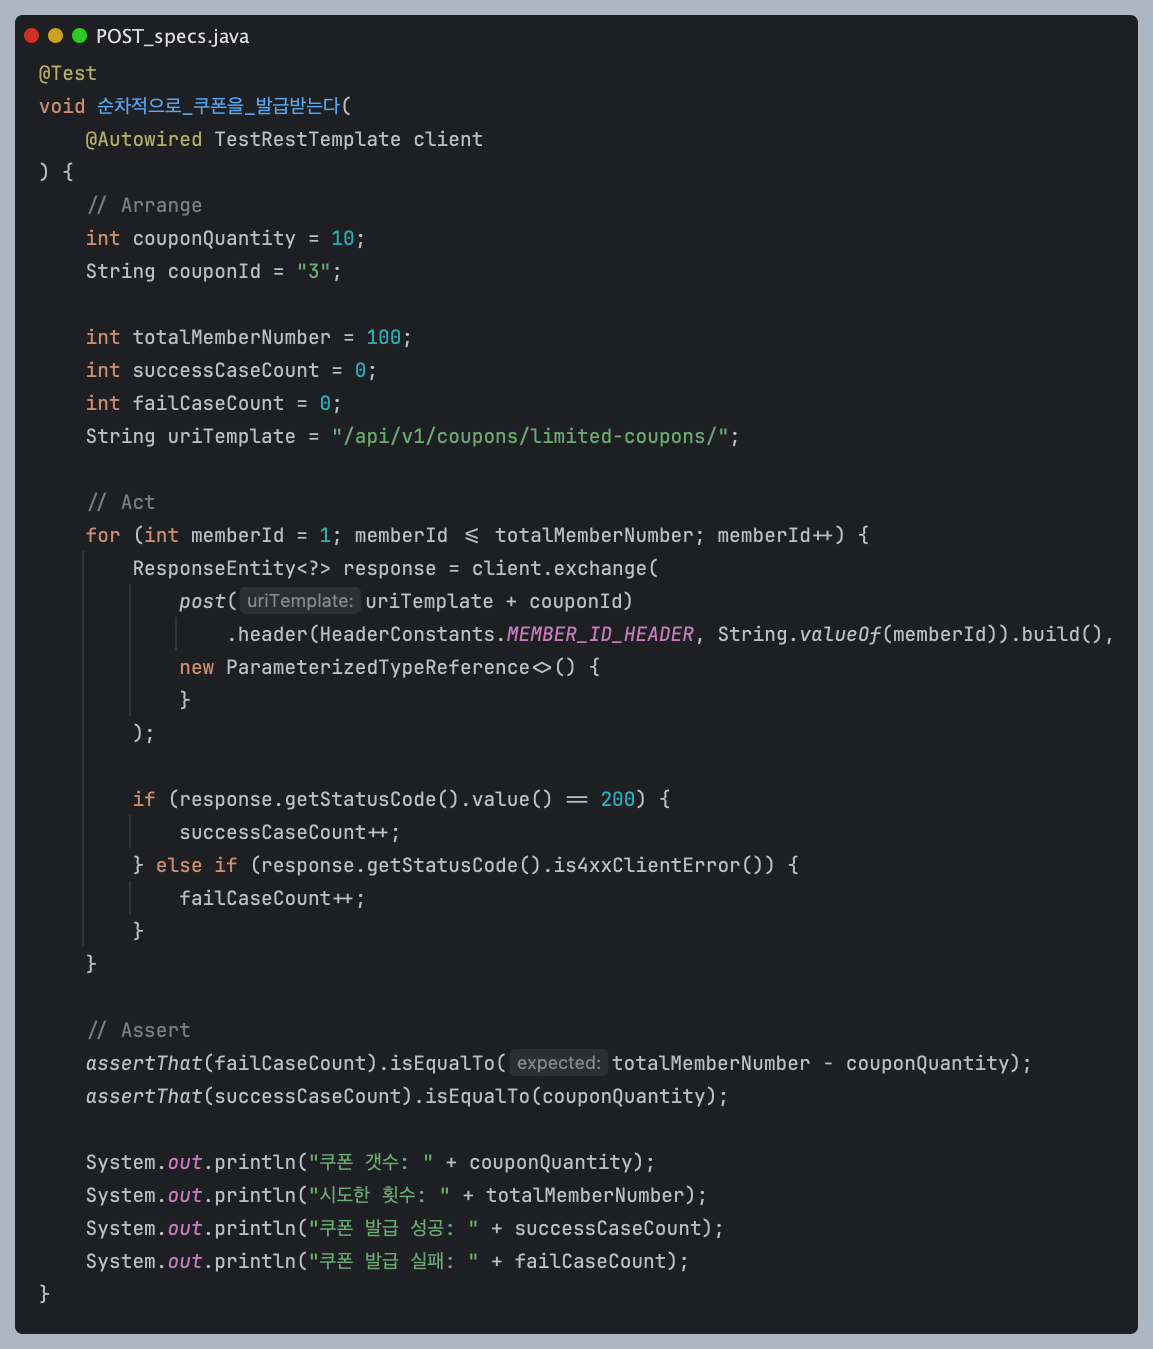 POST_specs.java
@Test
void 순차적으로_쿠폰을_발급받는다(
    @Autowired TestRestTemplate client
) {
    // Arrange
    int couponQuantity = 10;
    String couponId = "3";

    int totalMemberNumber = 100;
    int successCaseCount = 0;
    int failCaseCount = 0;
    String uriTemplate = "/api/v1/coupons/limited-coupons/";

    // Act
    for (int memberId = 1; memberId <= totalMemberNumber; memberId++) {
        ResponseEntity<?> response = client.exchange(
            post( uriTemplate: uriTemplate + couponId)
                .header(HeaderConstants.MEMBER_ID_HEADER, String.valueOf(memberId)).build(),
            new ParameterizedTypeReference<>() {
            }
        );

        if (response.getStatusCode().value() == 200) {
            successCaseCount++;
        } else if (response.getStatusCode().is4xxClientError()) {
            failCaseCount++;
        }
    }

    // Assert
    assertThat(failCaseCount).isEqualTo( expected: totalMemberNumber - couponQuantity);
    assertThat(successCaseCount).isEqualTo(couponQuantity);

    System.out.println("쿠폰 갯수: " + couponQuantity);
    System.out.println("시도한 횟수: " + totalMemberNumber);
    System.out.println("쿠폰 발급 성공: " + successCaseCount);
    System.out.println("쿠폰 발급 실패: " + failCaseCount);
}